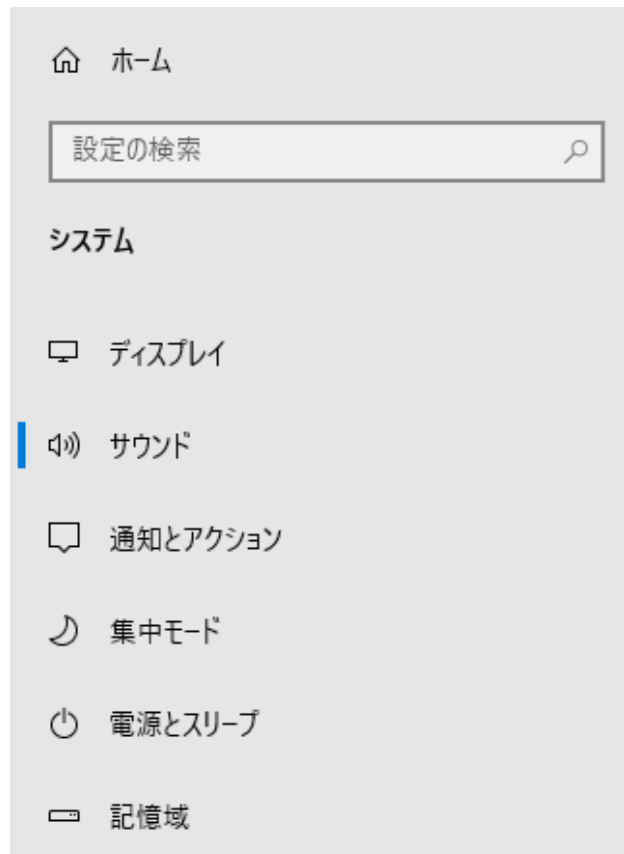 ホーム
設定の検索
システム
ディスプレイ
サウンド
通知とアクション
集中モード
電源とスリープ
記憶域